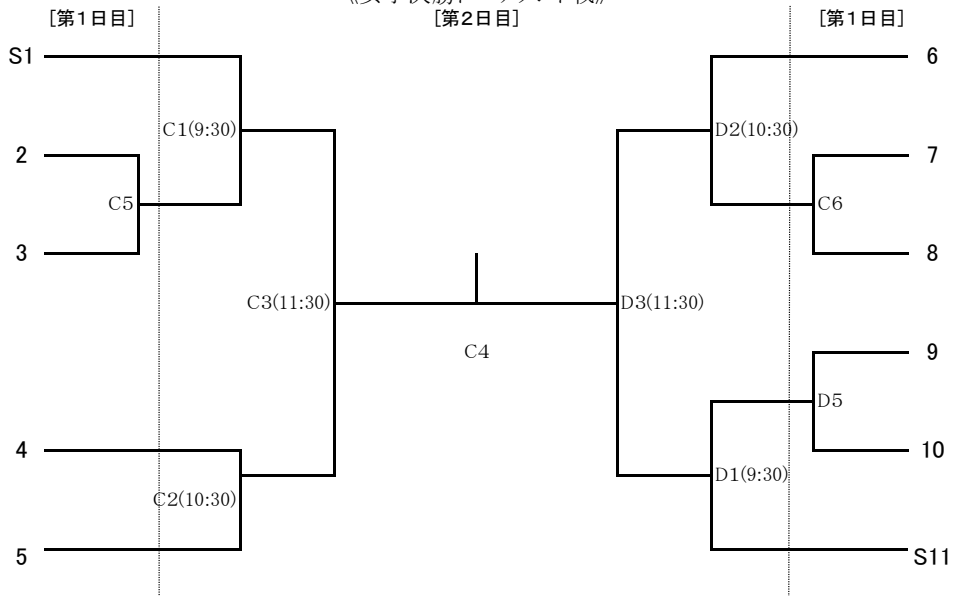 [第１日目]
[第２日目]
[第１日目]
S1
6
C1(9:30)
D2(10:30)
2
7
C5
C6
3
8
C3(11:30)
D3(11:30)
C4
9
D5
4
10
C2(10:30)
D1(9:30)
5
S11